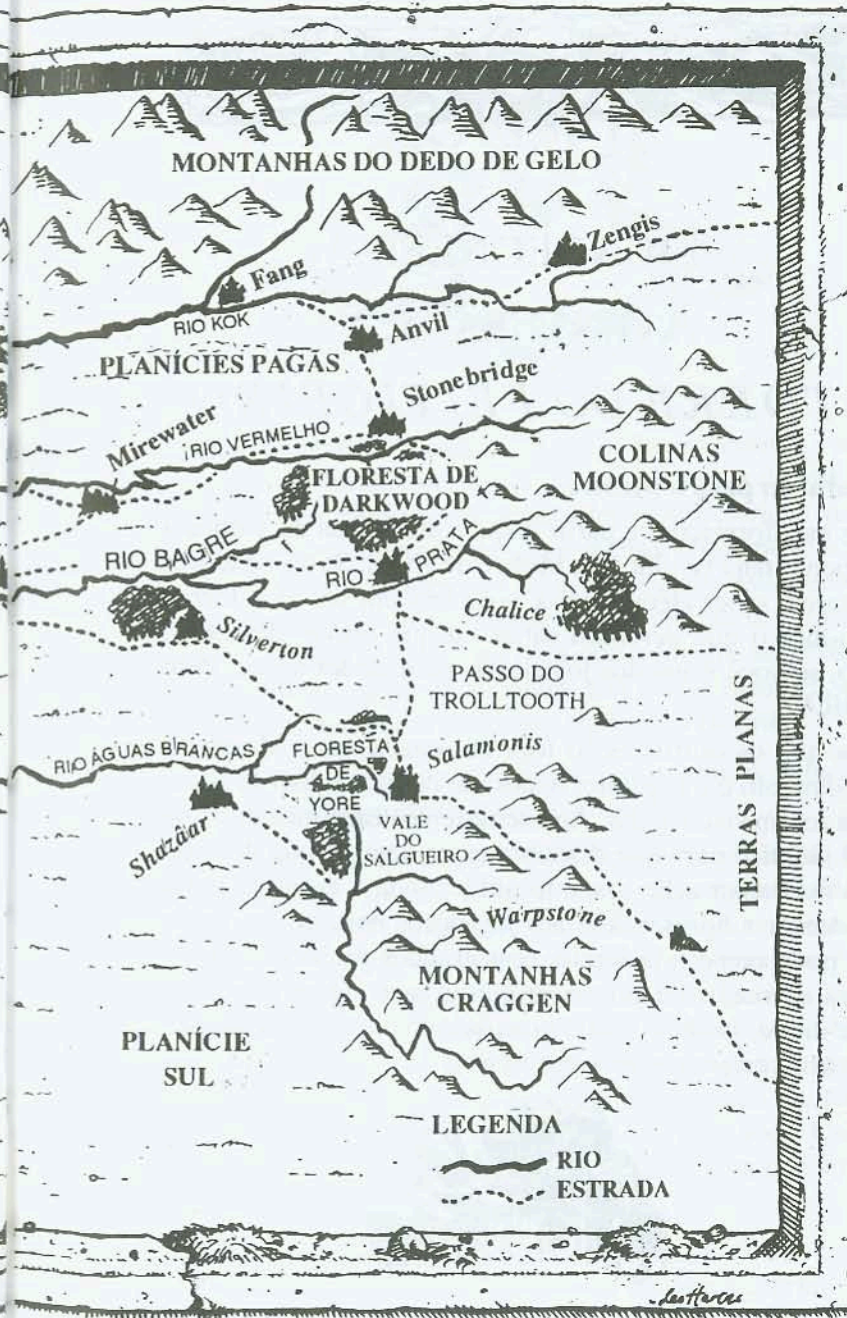 MONTANHAS DO DEDO DE GELO
Zengis
Fang
RIO KOK
Anvil
PLANÍCIES PAGAS
Stonebridge
Mirewater
RIO VERMELHO
COLINAS
MOONSTONE
FLORESTA DE
DARKWOOD
RIO BAGRE
RIO PRATA
Chalice
Silverton
PASSO DO
TROLLTOOTH
TERRAS PLANAS
RIO ÁGUAS BRANCAS
FLORESTA
DE
YORE
Salamonis
Shazâar
VALE
DO
SALGUEIRO
Warpstone
MONTANHAS
CRAGGEN
PLANÍCIE
SUL
LEGENDA
RIO
ESTRADA